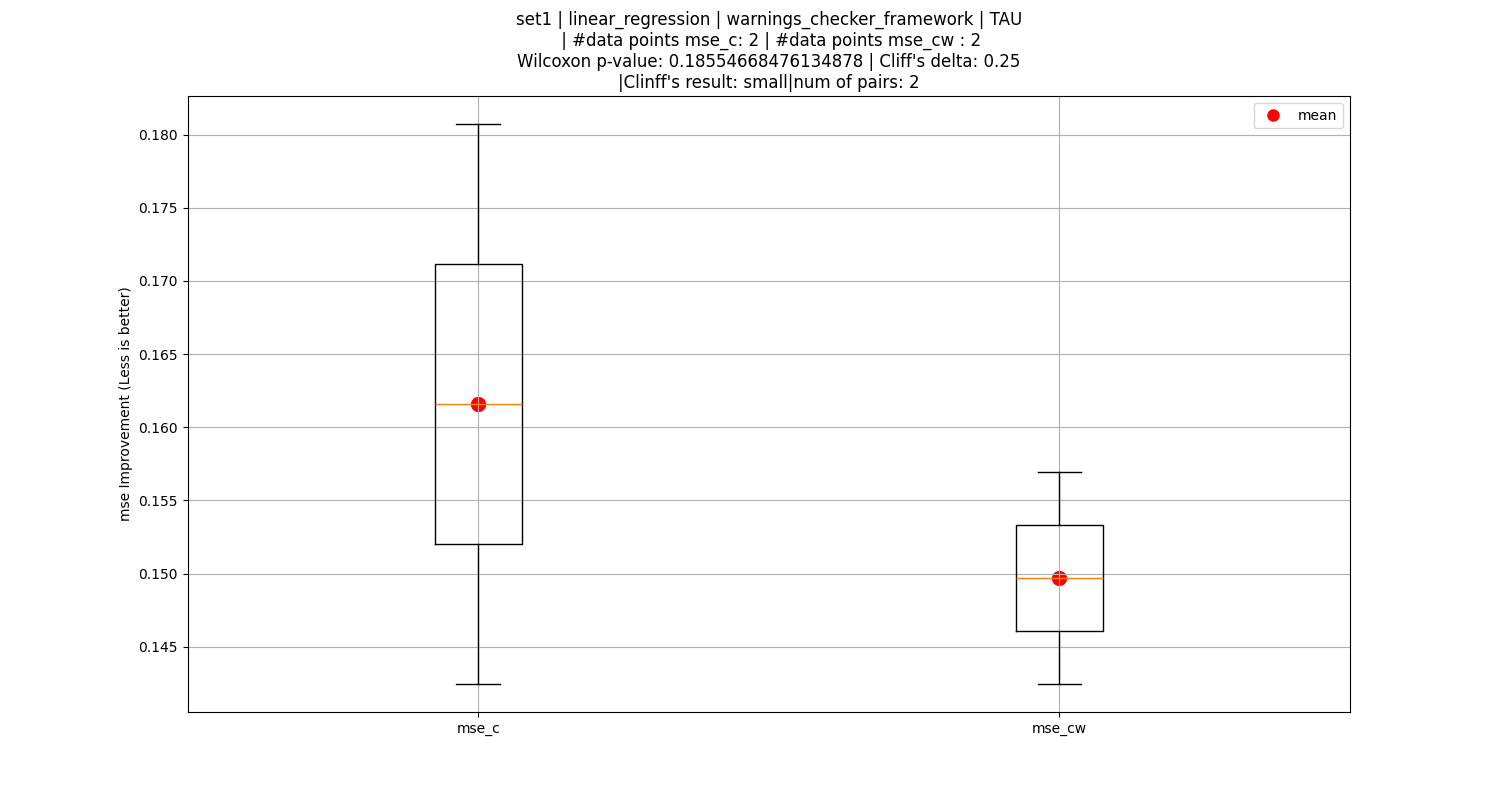 set1 | linear_regression | warnings_checker_framework | TAU
| #data points mse_c: 2 | #data points mse_cw : 2
Wilcoxon p-value: 0.18554668476134878 | Cliff's delta: 0.25
|Clinff's result: small|num of pairs: 2
mean
0.180
0.175
0.170
0.165
0.160
0.155
0.150
0.145
mse Improvement (Less is better)
mse_c
mse_cw